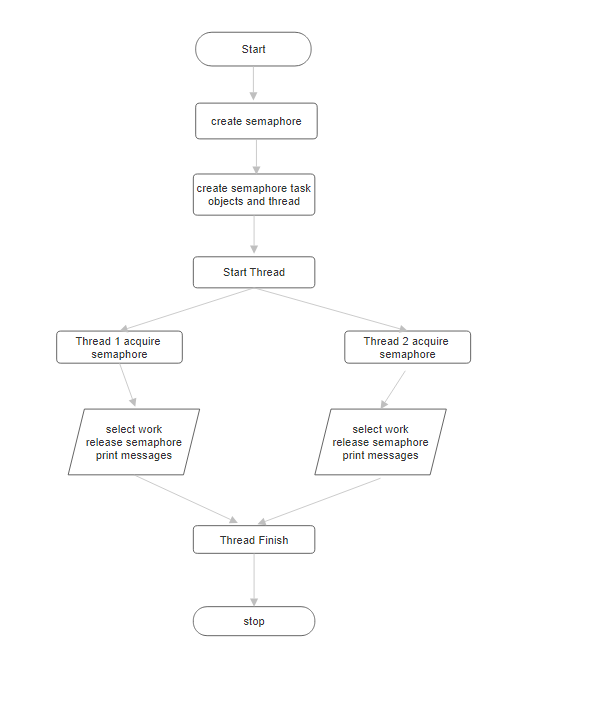 Start
create semaphore
create semaphore task
objects and thread
Start Thread
Thread 1 acquire
semaphore
Thread 2 acquire
semaphore
select work
release semaphore
print messages
select work
release semaphore
print messages
Thread Finish
stop